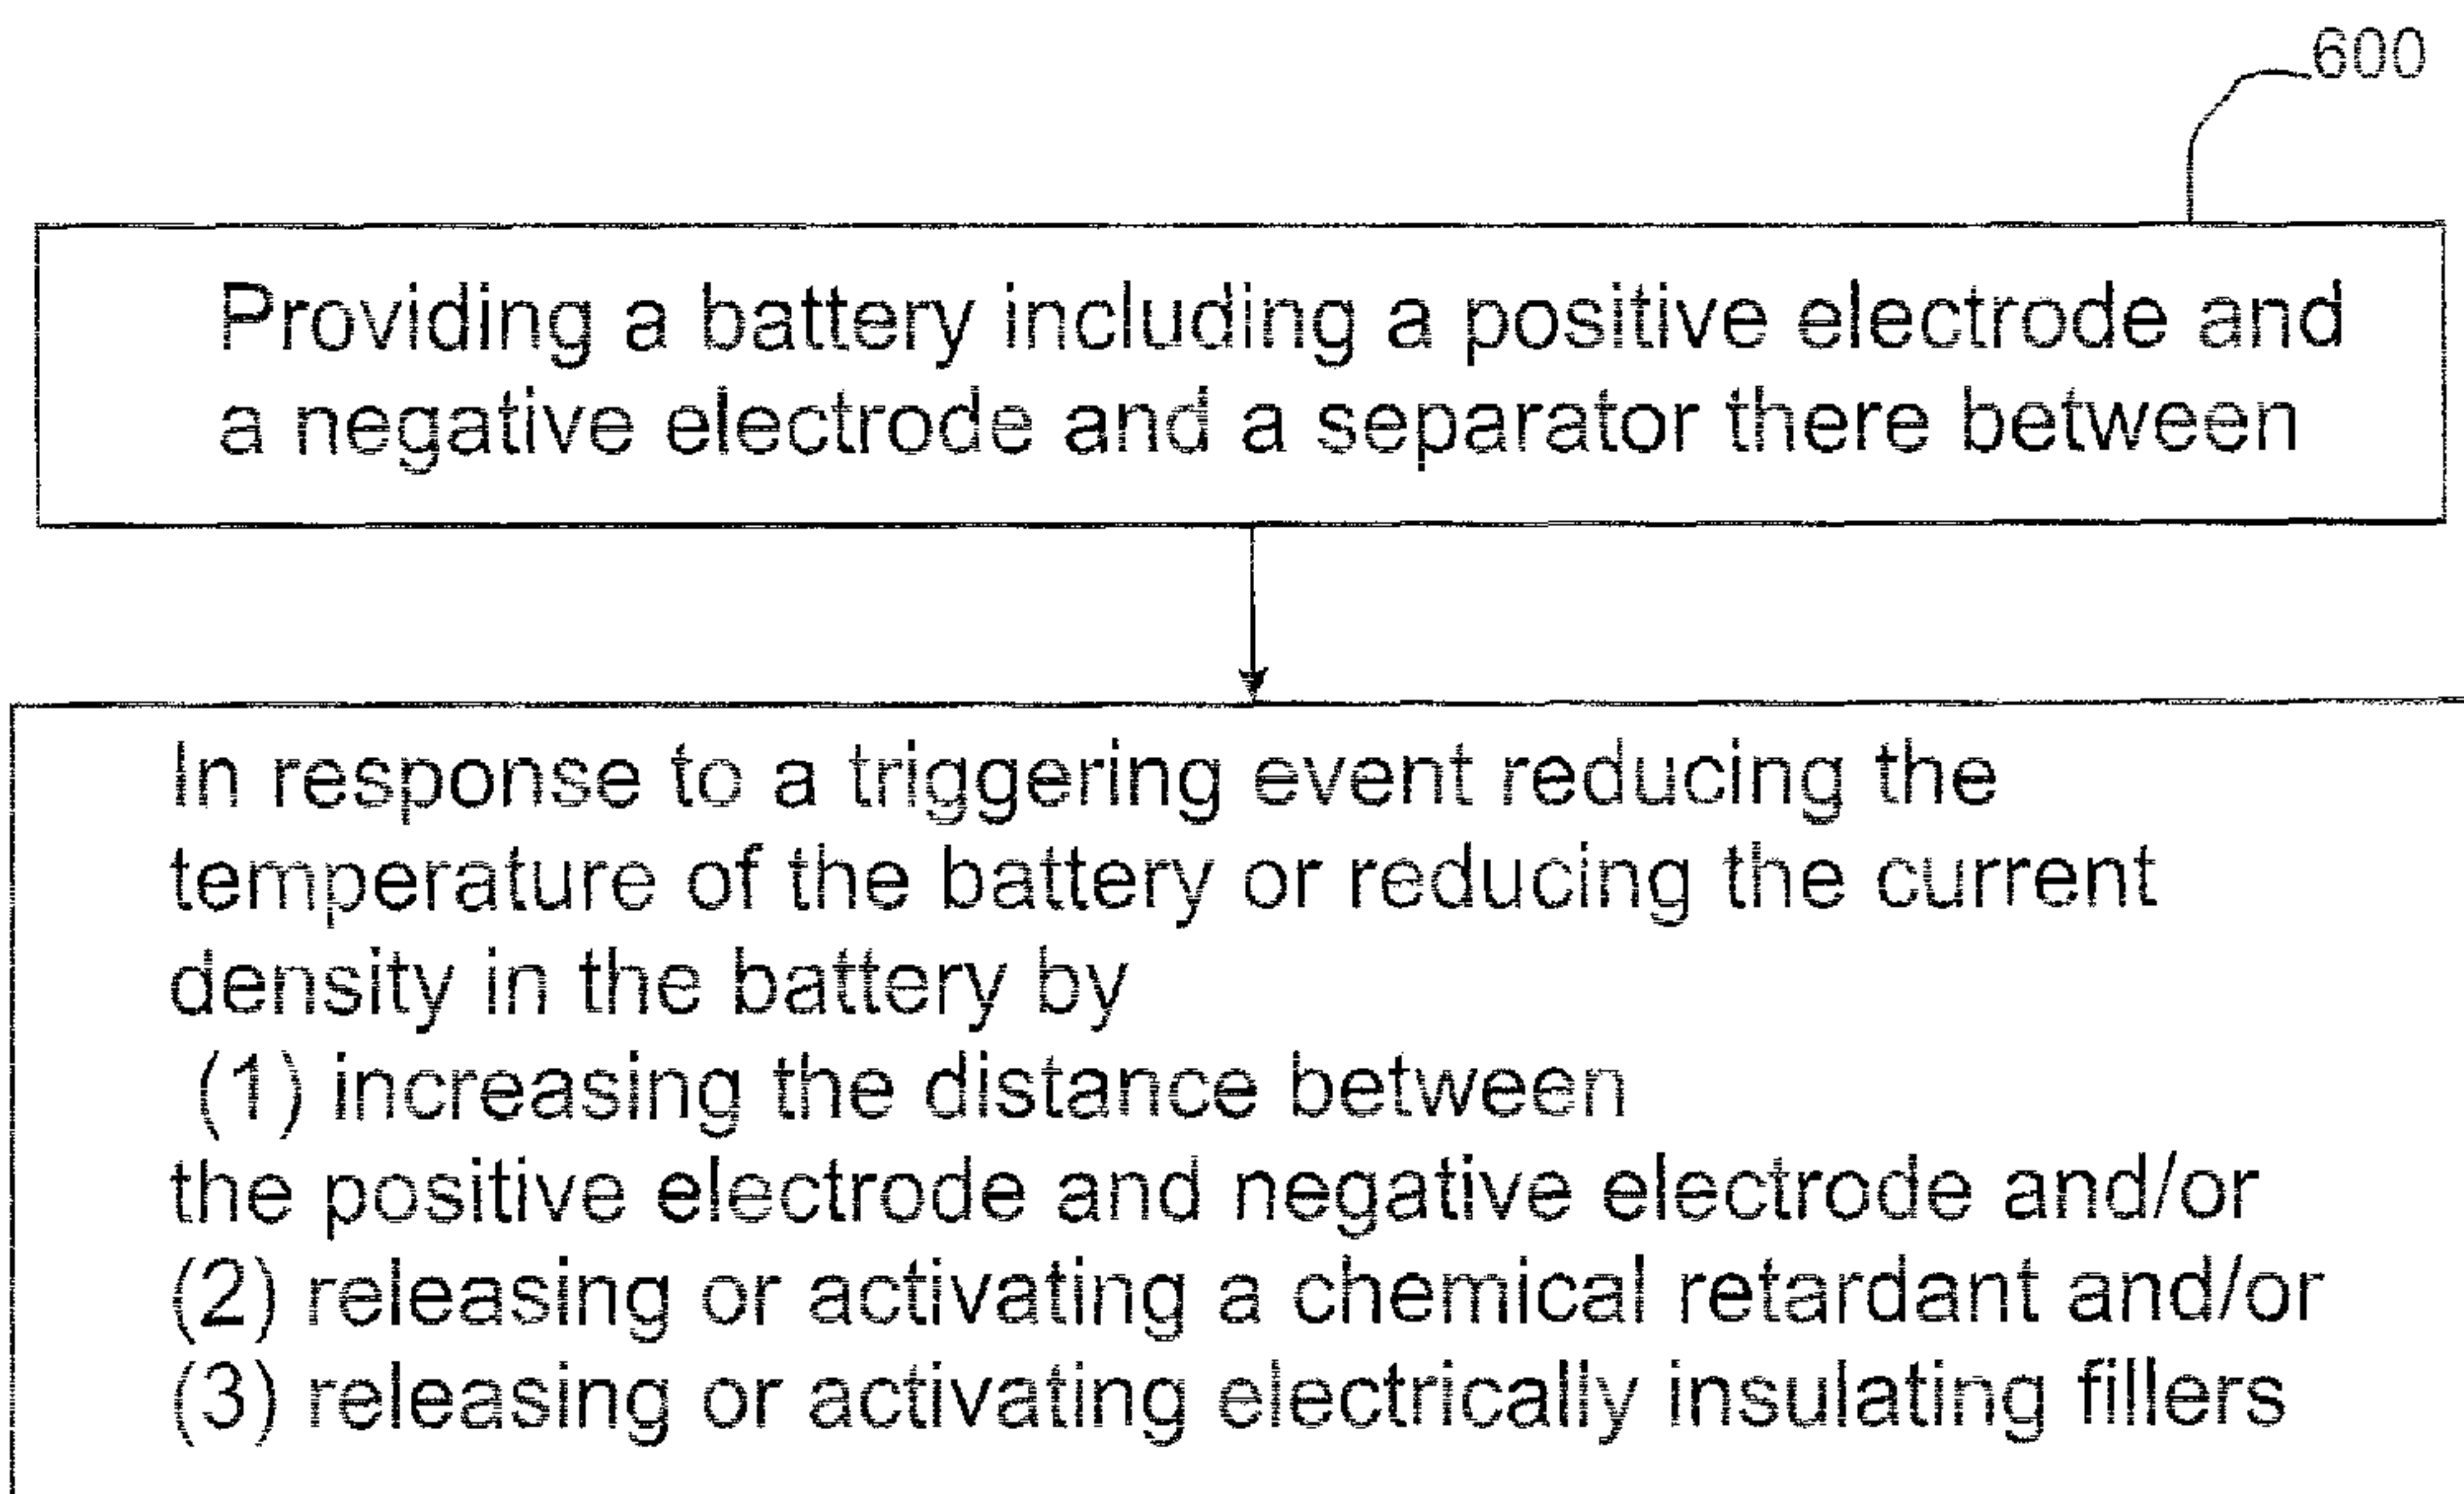 600
Providing a battery including a positive electrode and
a negative electrode and a separator there between
In response to a triggering event reducing the
temperature of the battery or reducing the current
density in the battery by
(1) increasing the distance between
the positive electrode and negative electrode and/or
(2) releasing or activating a chemical retardant and/or
(3) releasing or activating electrically insulating fillers